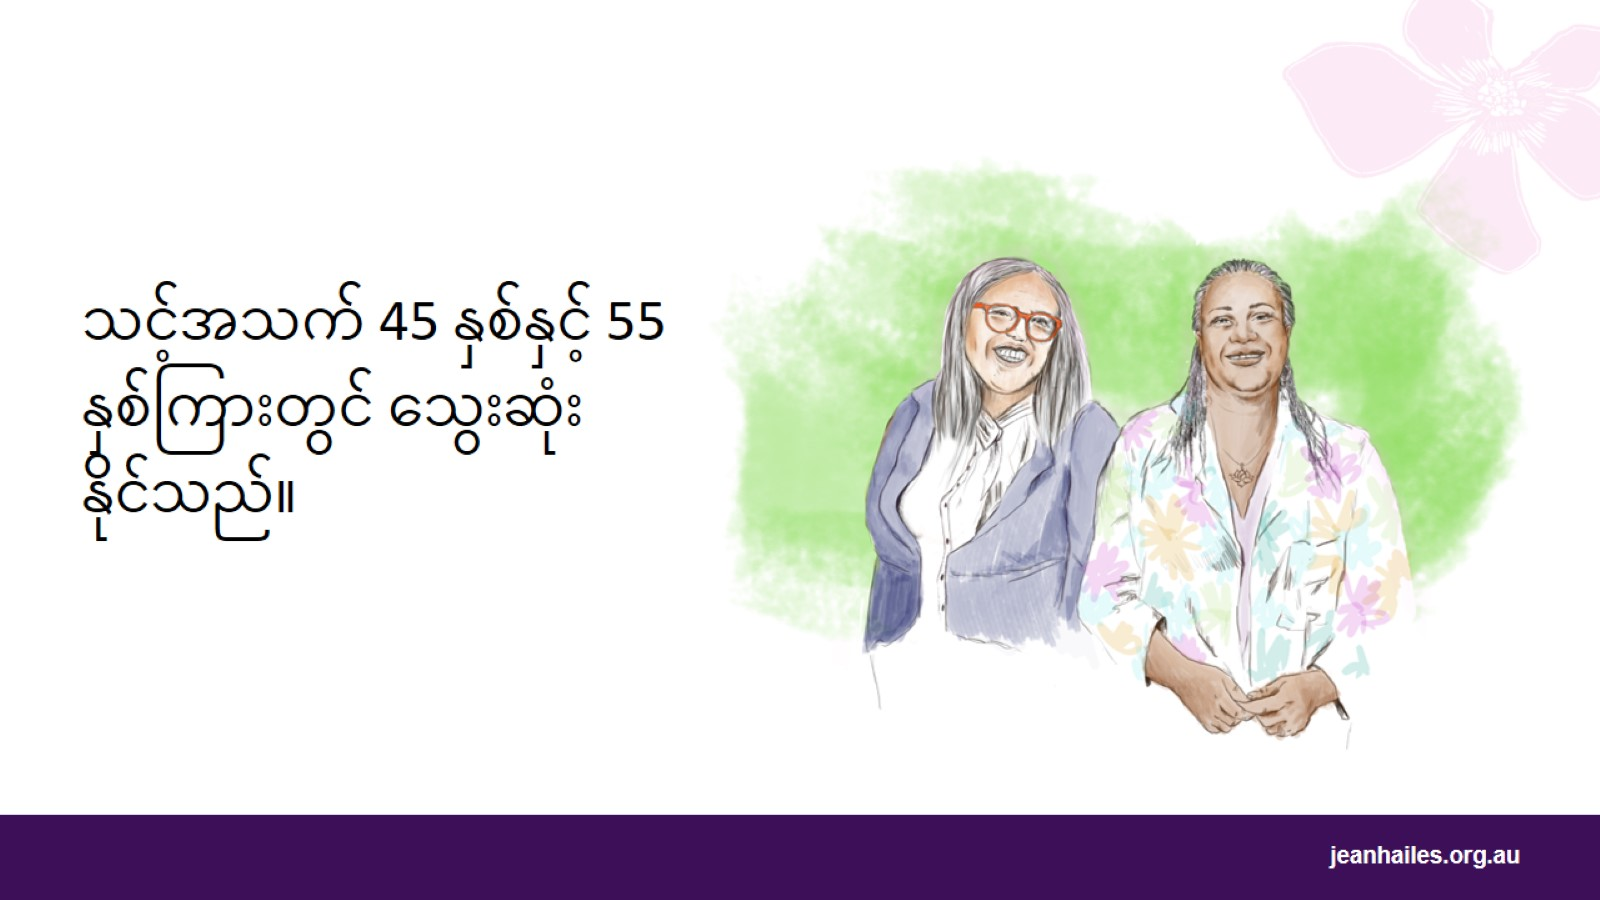 သင့်အသက် 45 နှစ်နှင့် 55
နှစ်ကြားတွင် သွေးဆုံး
နိုင်သည်။
jeanhailes.org.au